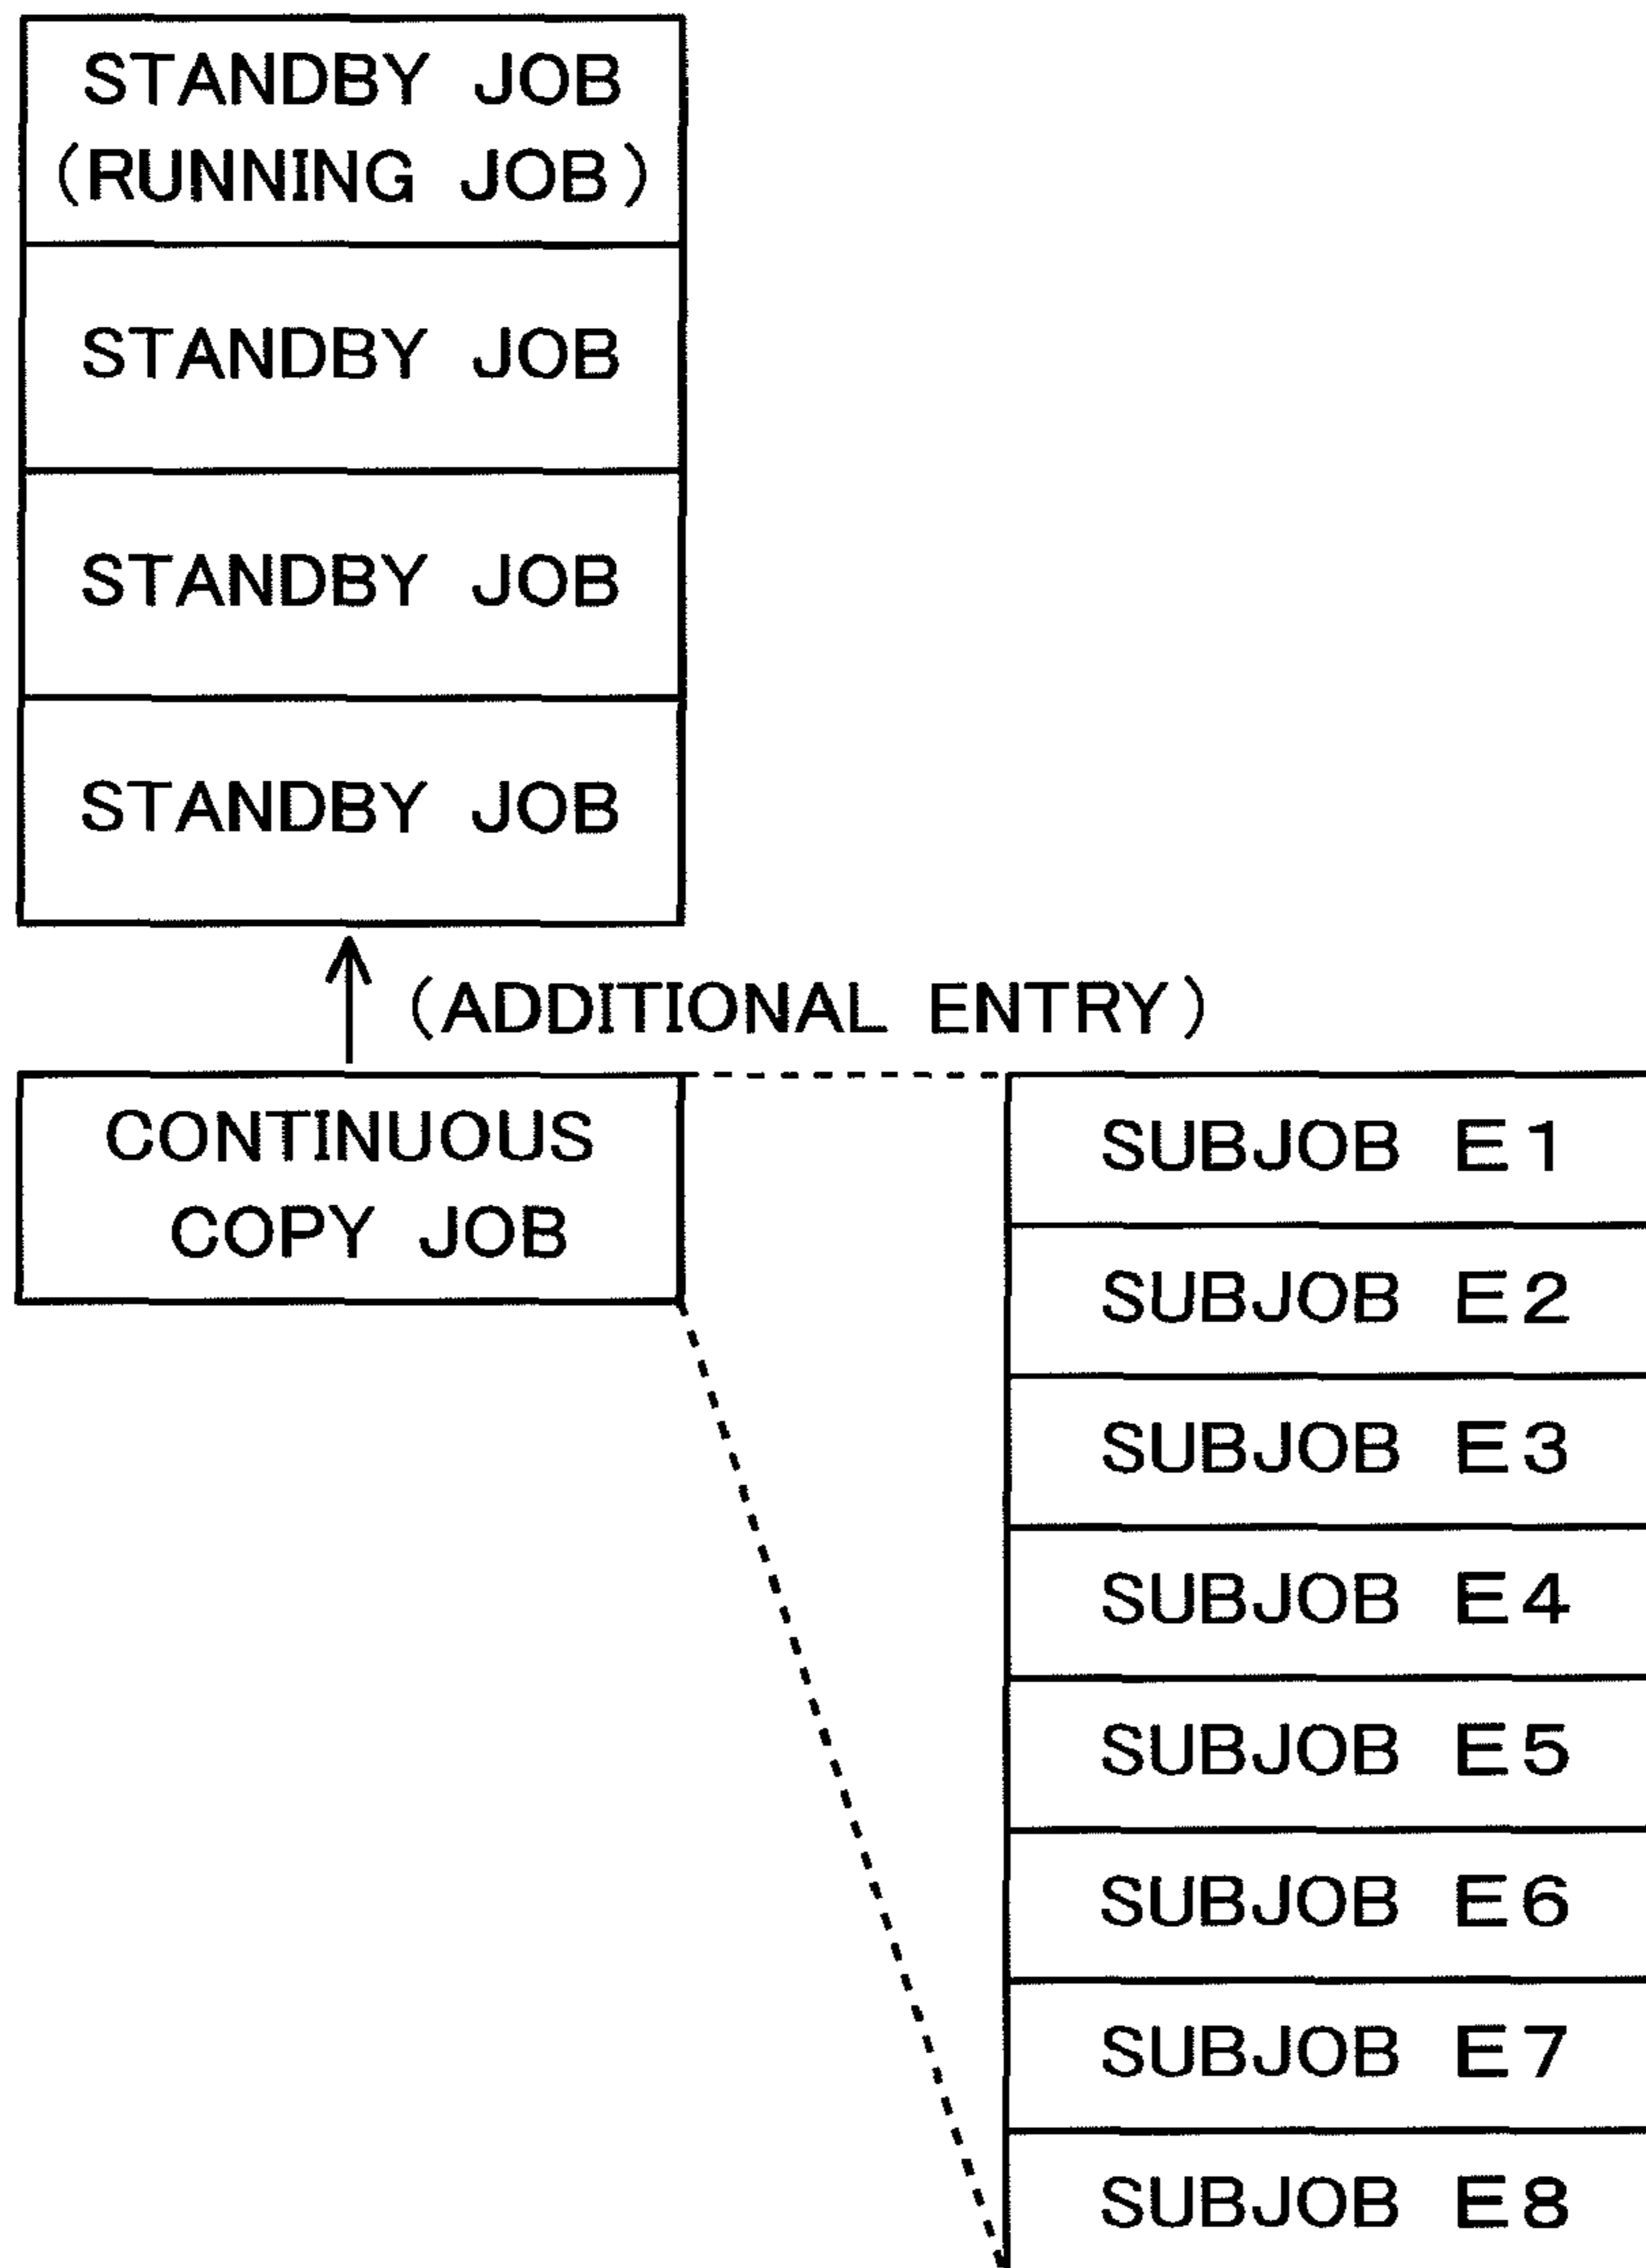 STANDBY JOB
(RUNNING JOB)
STANDBY JOB
STANDBY JOB
STANDBY JOB
(ADDITIONAL ENTRY)
CONTINUOUS
COPY JOB
SUBJOB E1
SUBJOB E2
SUBJOB E3
SUBJOB E4
SUBJOB E5
SUBJOB E6
SUBJOB E7
SUBJOB E8